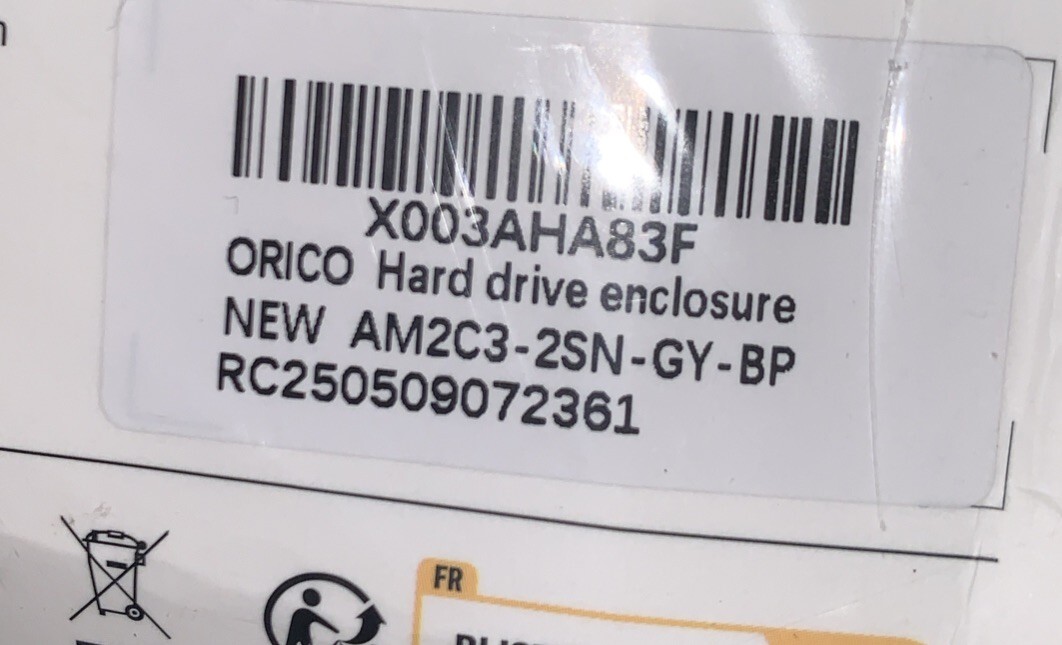 X003AHA83F
ORICO Hard drive enclosure
NEW AM2C3-2SN-GY-BP
RC250509072361
FR